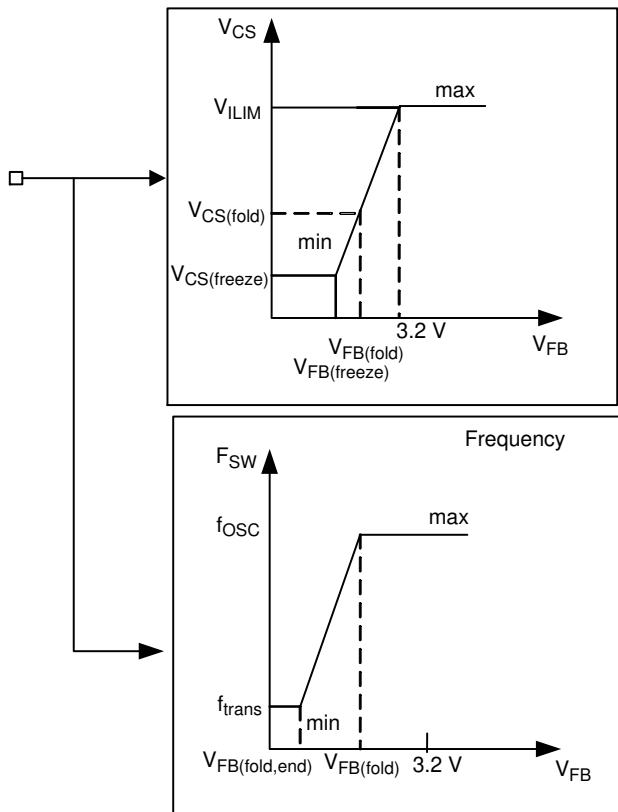 VCS
max
VILIM
VCS(fold)
min
VCS(freeze)
3.2 V
VFB(fold)
VFB
VFB(freeze)
Frequency
FSW
max
fOSC
ftrans
min
VFB(fold,end)
VFB(fold)
3.2 V
VFB